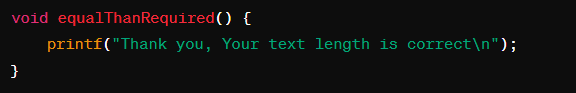 void equalThanRequired() {
    printf("Thank you, Your text length is correct\n");
}